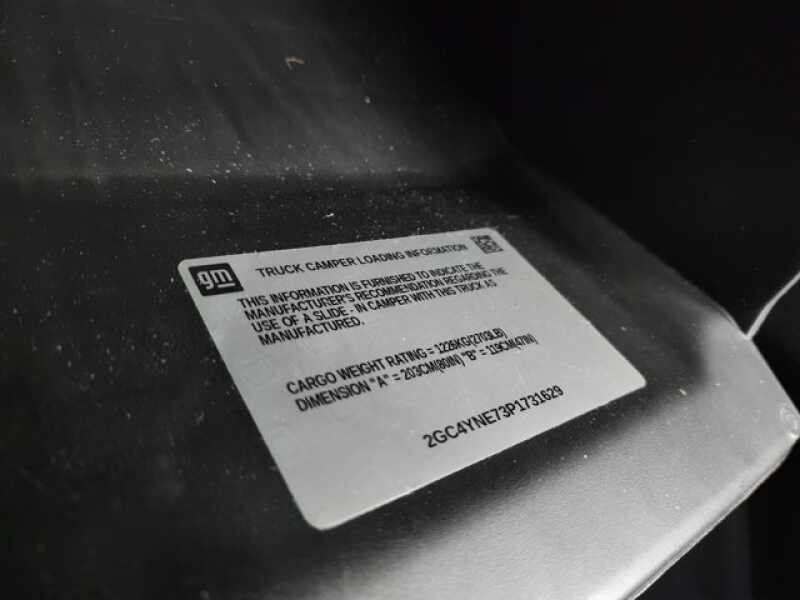 gm
TRUCK CAMPER LOADING INFORMATION
THIS INFORMATION IS FURNISHED TO INDICATE THE
MANUFACTURER'S RECOMMENDATION REGARDING THE
USE OF A SLIDE - IN CAMPER WITH THIS TRUCK AS
MANUFACTURED.
CARGO WEIGHT RATING = 1226KG(2703LB)
DIMENSION "A" = 203CM(80IN) "B" = 119CM(47IN)
2GC4YNE73P1731629